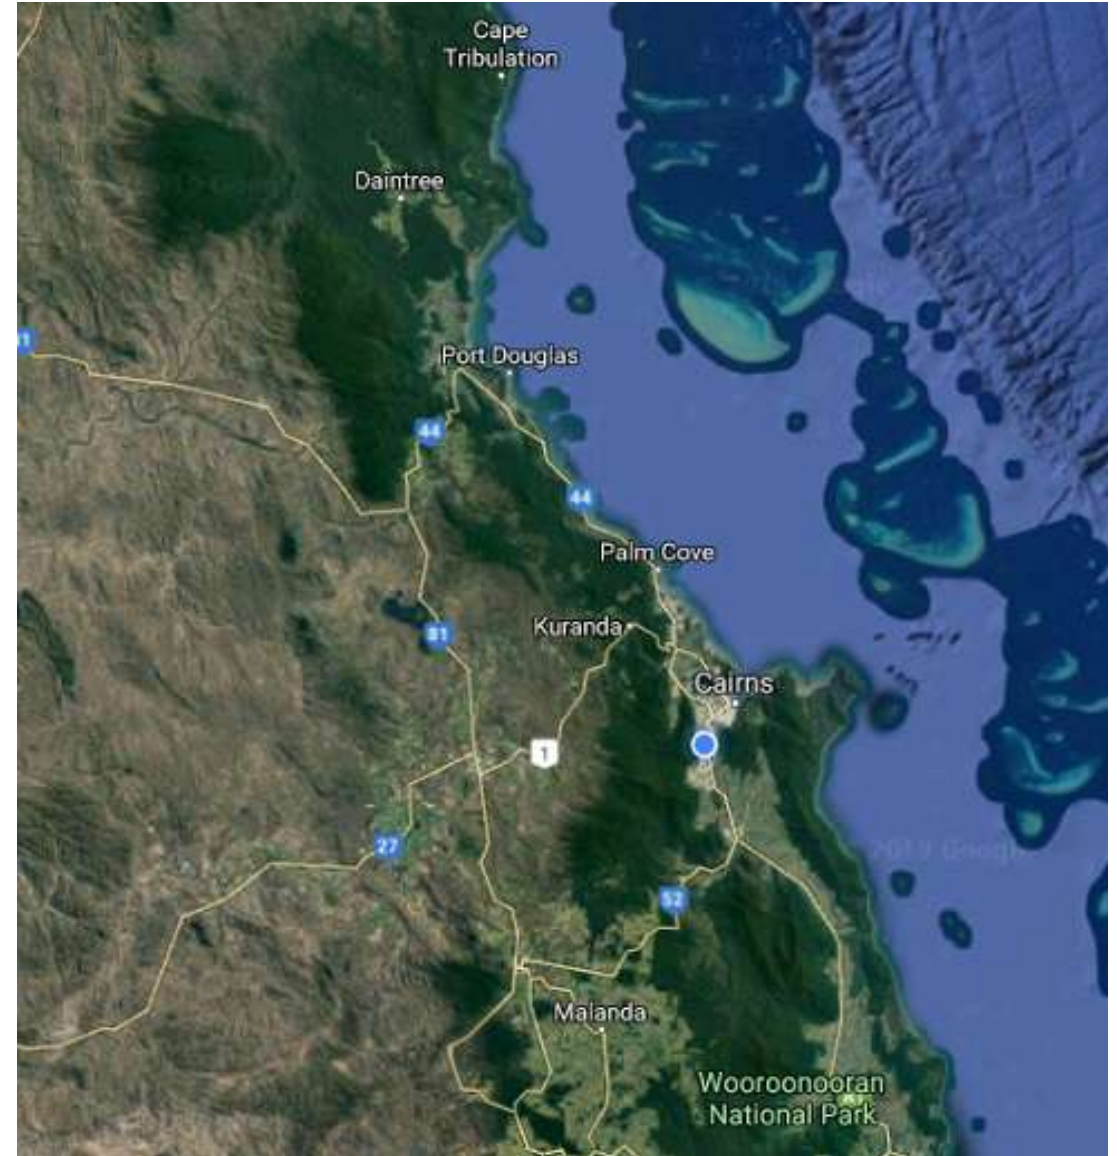 Cape
Tribulation
Daintree
Port Douglas
44
44
Palm Cove
Kuranda
81
Cairns
1
27
52
Malanda
Wooroonooran
National Park